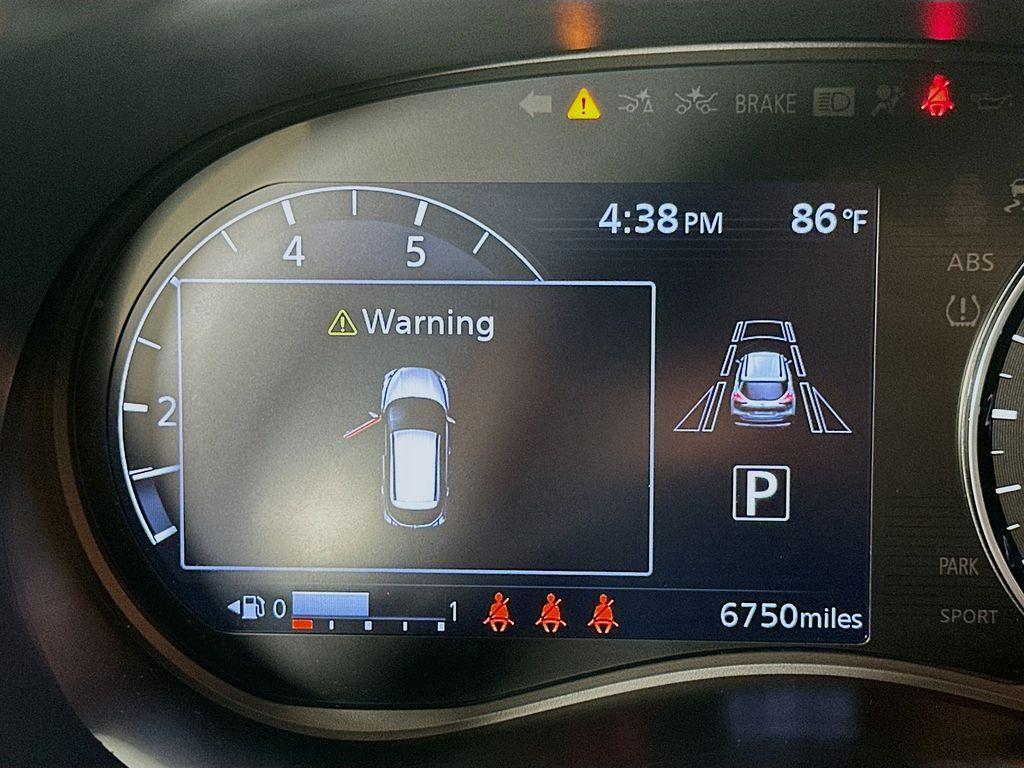 BRAKE
4:38 PM 86 °F
4 5
ABS
Warning
2
P
PARK
0 1
6750miles
SPORT